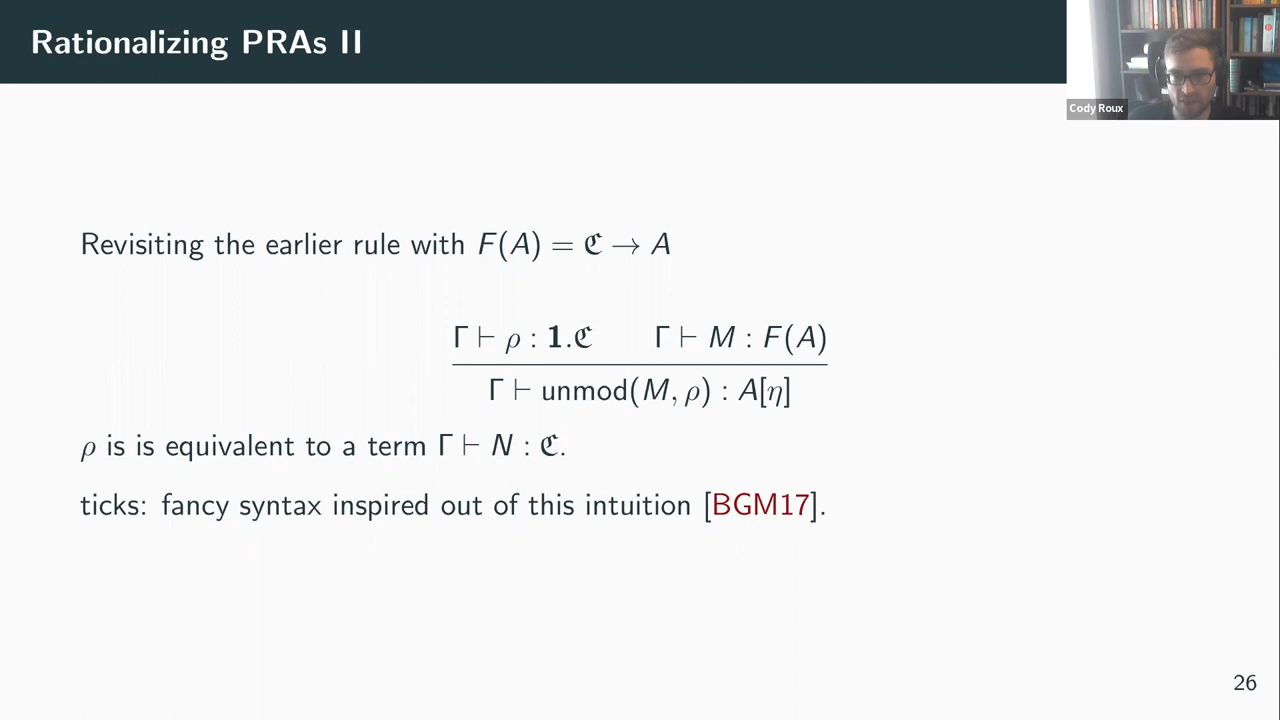 Rationalizing PRAs II
Cody Roux
Revisiting the earlier rule with F(A) = ℭ → A
Γ ⊢ ρ : 1.ℭ Γ ⊢ M : F(A)
Γ ⊢ unmod(M, ρ) : A[η]
ρ is is equivalent to a term Γ ⊢ N : ℭ.
ticks: fancy syntax inspired out of this intuition [BGM17].
26